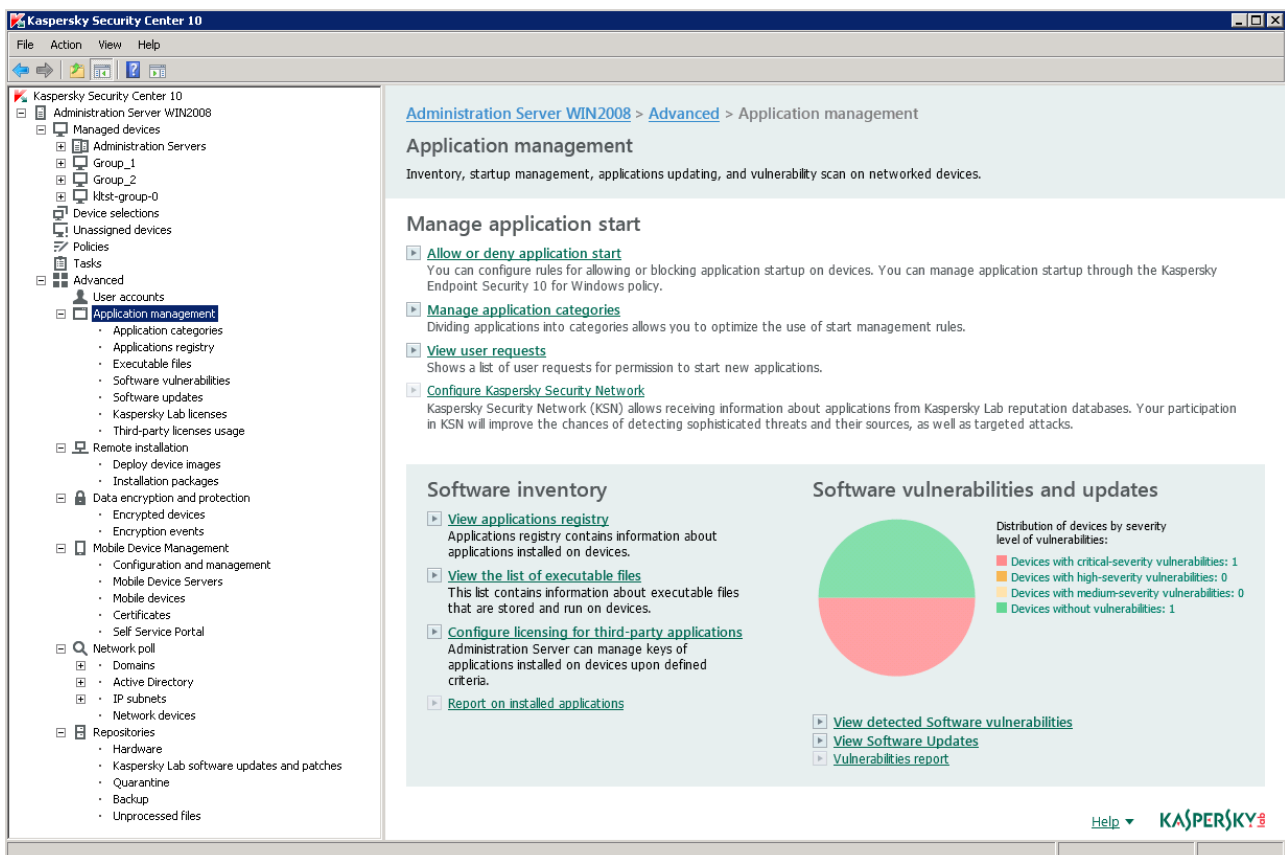 Kaspersky Security Center 10
File Action View Help
Kaspersky Security Center 10
Administration Server WIN2008
Managed devices
Administration Servers
Group_1
Group_2
kltst-group-0
Device selections
Unassigned devices
Policies
Tasks
Advanced
User accounts
Application management
Application categories
Applications registry
Executable files
Software vulnerabilities
Software updates
Kaspersky Lab licenses
Third-party licenses usage
Remote installation
Deploy device images
Installation packages
Data encryption and protection
Encrypted devices
Encryption events
Mobile Device Management
Configuration and management
Mobile Device Servers
Mobile devices
Certificates
Self Service Portal
Network poll
Domains
Active Directory
IP subnets
Network devices
Repositories
Hardware
Kaspersky Lab software updates and patches
Quarantine
Backup
Unprocessed files
Administration Server WIN2008 > Advanced > Application management
Application management
Inventory, startup management, applications updating, and vulnerability scan on networked devices.
Manage application start
Allow or deny application start
You can configure rules for allowing or blocking application startup on devices. You can manage application startup through the Kaspersky
Endpoint Security 10 for Windows policy.
Manage application categories
Dividing applications into categories allows you to optimize the use of start management rules.
View user requests
Shows a list of user requests for permission to start new applications.
Configure Kaspersky Security Network
Kaspersky Security Network (KSN) allows receiving information about applications from Kaspersky Lab reputation databases. Your participation
in KSN will improve the chances of detecting sophisticated threats and their sources, as well as targeted attacks.
Software inventory
View applications registry
Applications registry contains information about
applications installed on devices.
View the list of executable files
This list contains information about executable files
that are stored and run on devices.
Configure licensing for third-party applications
Administration Server can manage keys of
applications installed on devices upon defined
criteria.
Report on installed applications
Software vulnerabilities and updates
Distribution of devices by severity
level of vulnerabilities:
Devices with critical-severity vulnerabilities: 1
Devices with high-severity vulnerabilities: 0
Devices with medium-severity vulnerabilities: 0
Devices without vulnerabilities: 1
View detected Software vulnerabilities
View Software Updates
Vulnerabilities report
Help
KASPERSKY lab